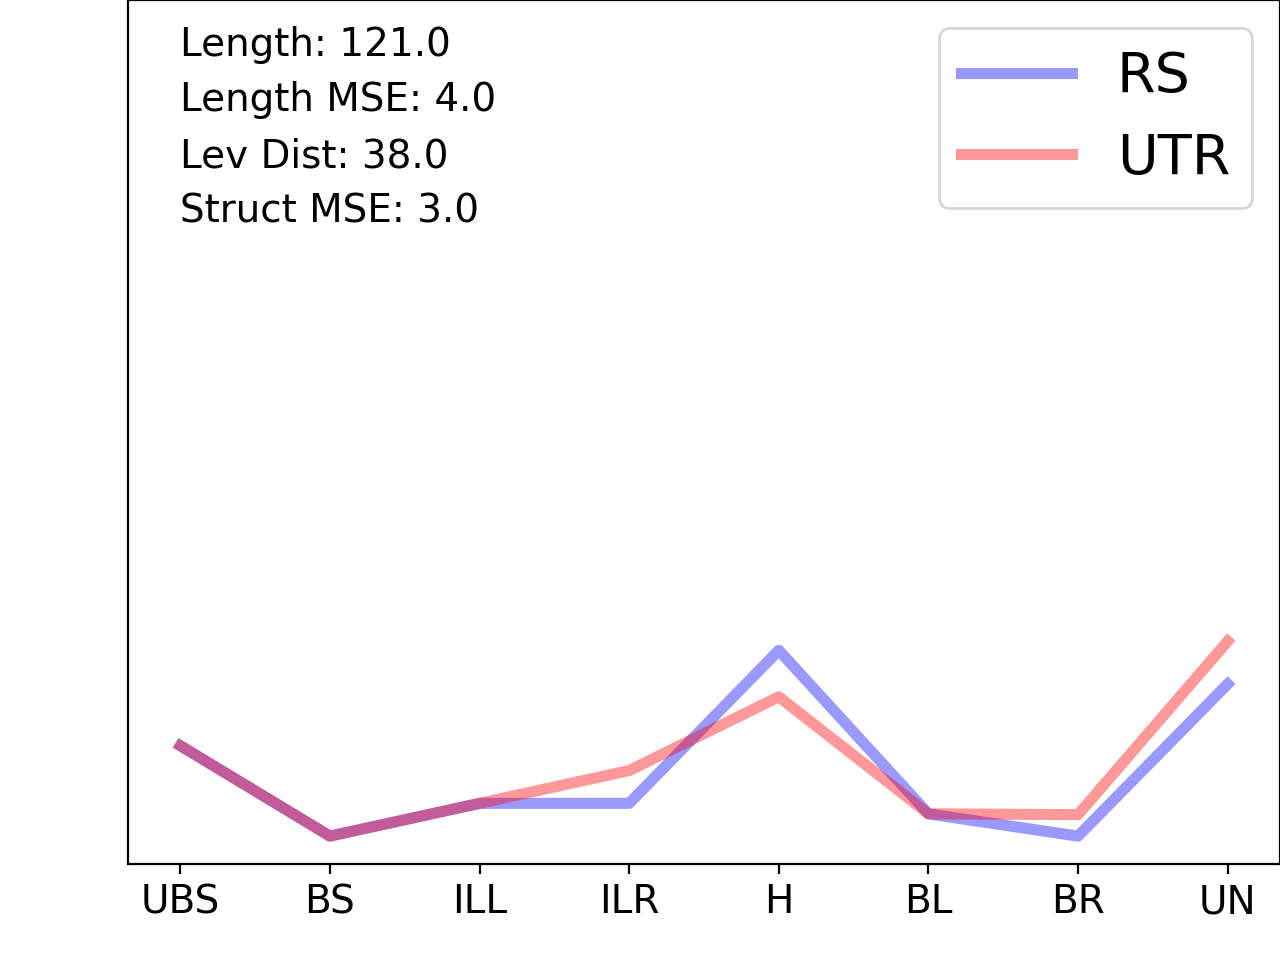 Length: 121.0
Length MSE: 4.0
Lev Dist: 38.0
Struct MSE: 3.0
RS
UTR
UBS BS ILL ILR H BL BR UN